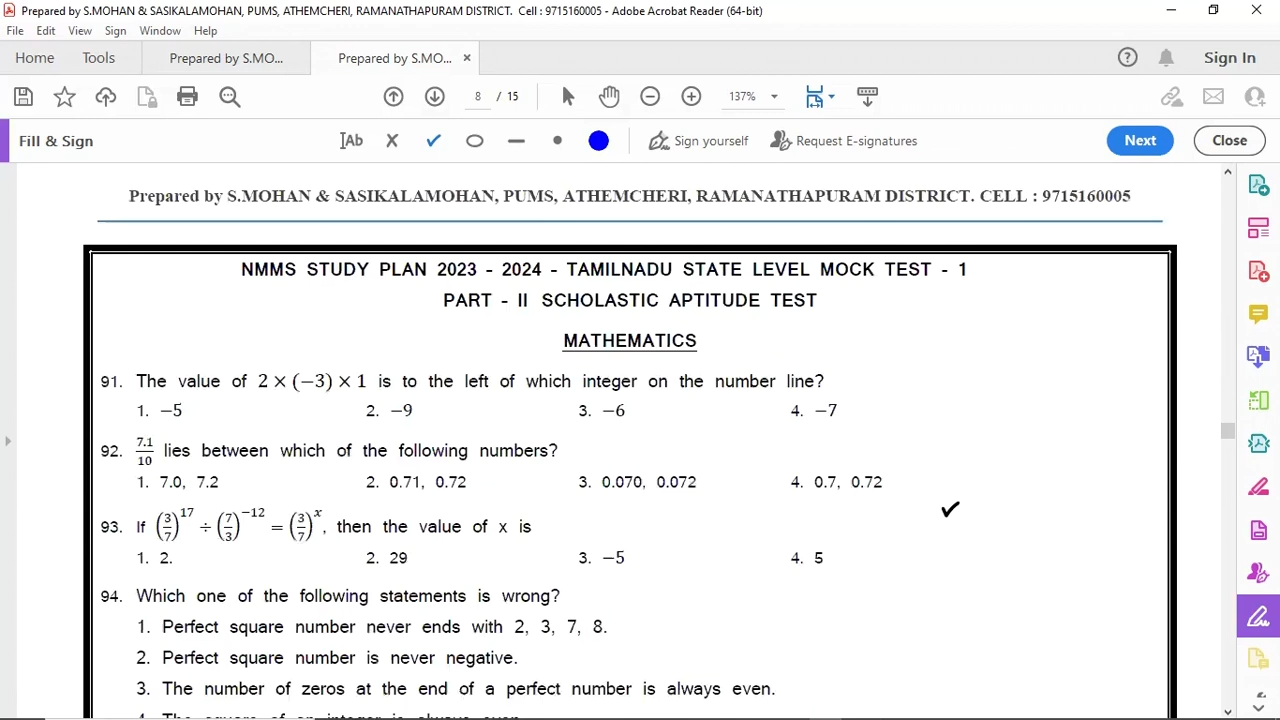 Prepared by S.MOHAN & SASIKALAMOHAN, PUMS, ATHEMCHERI, RAMANATHAPURAM DISTRICT. Cell : 9715160005 - Adobe Acrobat Reader (64-bit)
File Edit View Sign Window Help
Home Tools Prepared by S.MO... Prepared by S.MO... × Sign In
8 / 15 137%
Fill & Sign Ab Sign yourself Request E-signatures Next Close
Prepared by S.MOHAN & SASIKALAMOHAN, PUMS, ATHEMCHERI, RAMANATHAPURAM DISTRICT. CELL : 9715160005
NMMS STUDY PLAN 2023 - 2024 - TAMILNADU STATE LEVEL MOCK TEST - 1
PART - II SCHOLASTIC APTITUDE TEST
MATHEMATICS
91. The value of 2 × (−3) × 1 is to the left of which integer on the number line?
1. −5 2. −9 3. −6 4. −7
92. 7.1/10 lies between which of the following numbers?
1. 7.0, 7.2 2. 0.71, 0.72 3. 0.070, 0.072 4. 0.7, 0.72
93. If (3/7)^17 ÷ (7/3)^−12 = (3/7)^x, then the value of x is
1. 2. 2. 29 3. −5 4. 5
94. Which one of the following statements is wrong?
1. Perfect square number never ends with 2, 3, 7, 8.
2. Perfect square number is never negative.
3. The number of zeros at the end of a perfect number is always even.
4. The square of an integer is always even